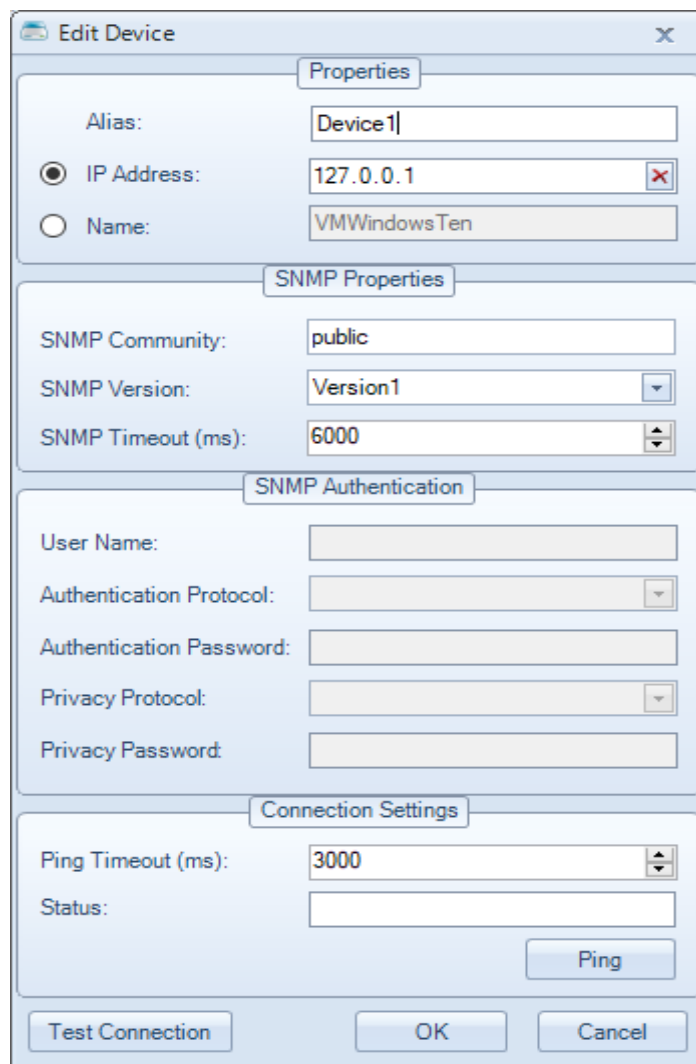 Edit Device
Properties
Alias: Device1
IP Address: 127.0.0.1
Name: VMWindowsTen
SNMP Properties
SNMP Community: public
SNMP Version: Version1
SNMP Timeout (ms): 6000
SNMP Authentication
User Name:
Authentication Protocol:
Authentication Password:
Privacy Protocol:
Privacy Password:
Connection Settings
Ping Timeout (ms): 3000
Status:
Ping
Test Connection OK Cancel